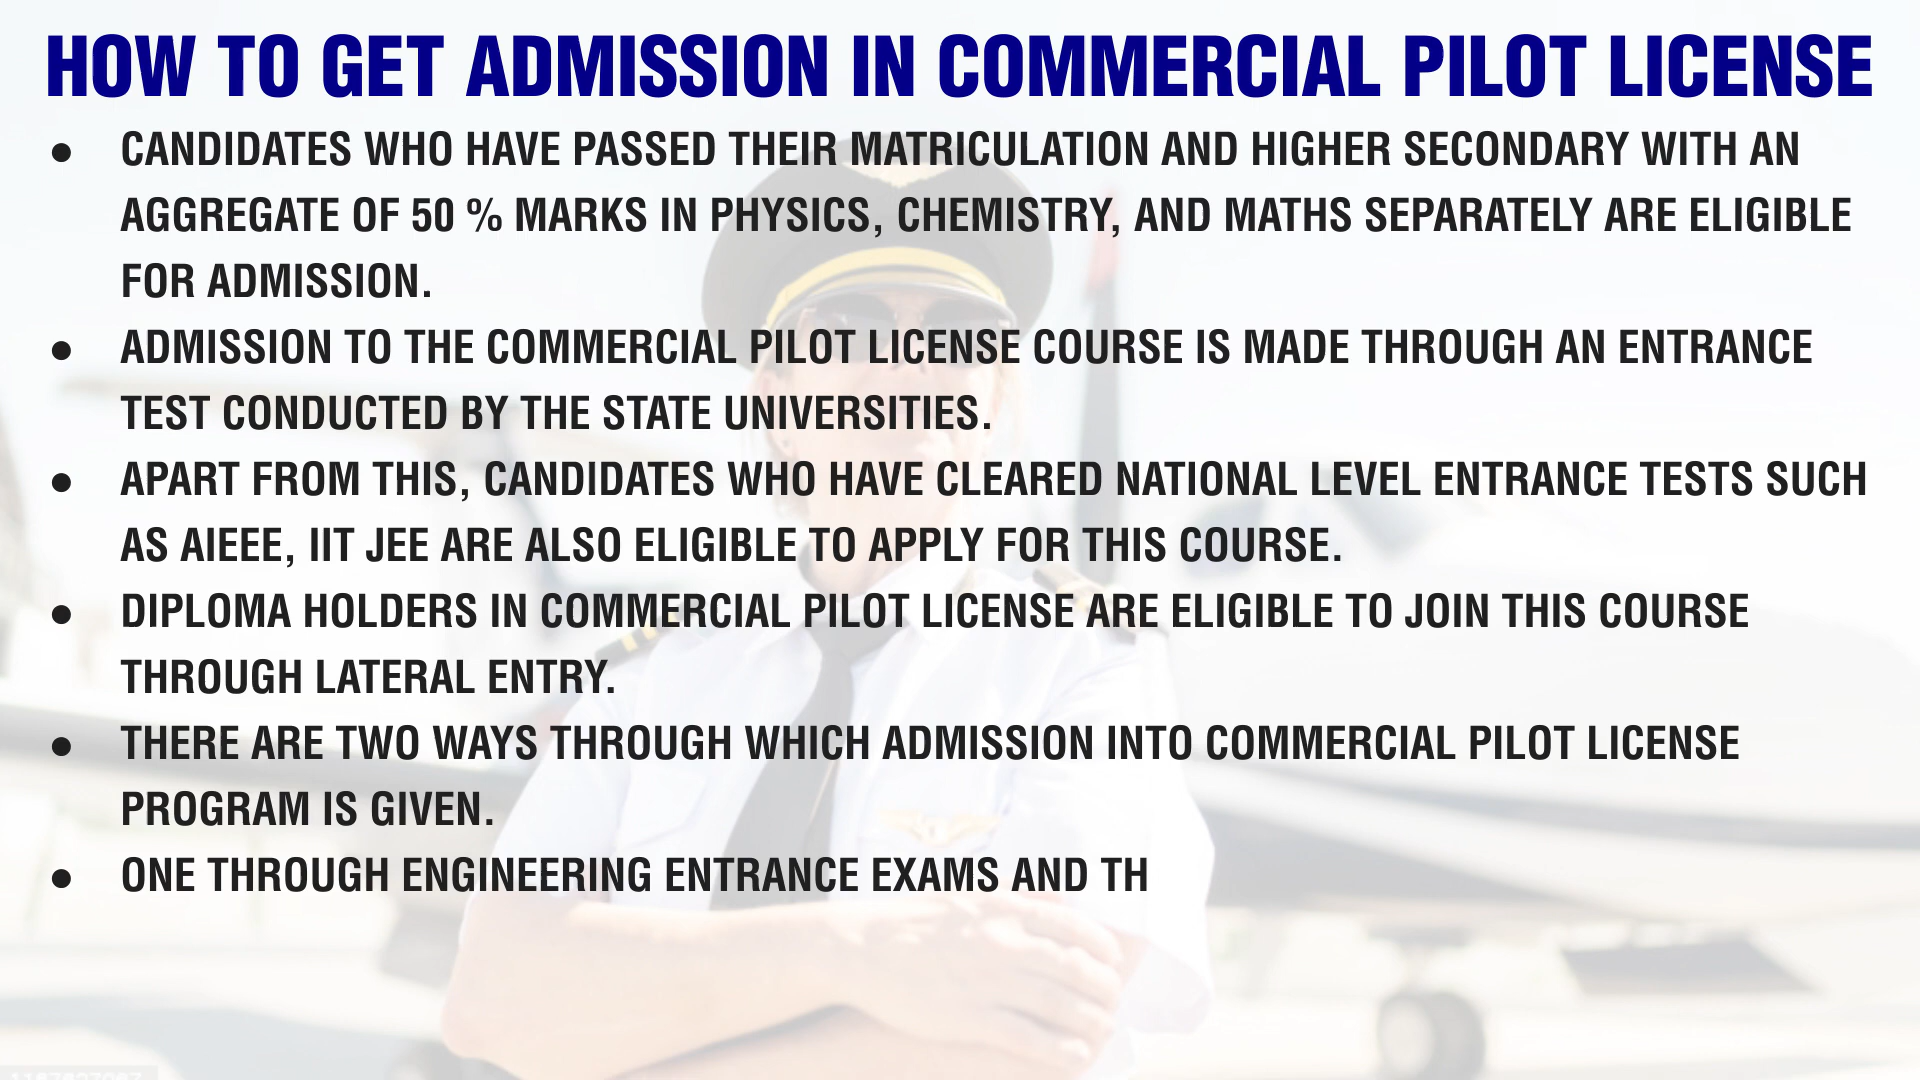 HOW TO GET ADMISSION IN COMMERCIAL PILOT LICENSE
● CANDIDATES WHO HAVE PASSED THEIR MATRICULATION AND HIGHER SECONDARY WITH AN
AGGREGATE OF 50 % MARKS IN PHYSICS, CHEMISTRY, AND MATHS SEPARATELY ARE ELIGIBLE
FOR ADMISSION.
● ADMISSION TO THE COMMERCIAL PILOT LICENSE COURSE IS MADE THROUGH AN ENTRANCE
TEST CONDUCTED BY THE STATE UNIVERSITIES.
● APART FROM THIS, CANDIDATES WHO HAVE CLEARED NATIONAL LEVEL ENTRANCE TESTS SUCH
AS AIEEE, IIT JEE ARE ALSO ELIGIBLE TO APPLY FOR THIS COURSE.
● DIPLOMA HOLDERS IN COMMERCIAL PILOT LICENSE ARE ELIGIBLE TO JOIN THIS COURSE
THROUGH LATERAL ENTRY.
● THERE ARE TWO WAYS THROUGH WHICH ADMISSION INTO COMMERCIAL PILOT LICENSE
PROGRAM IS GIVEN.
● ONE THROUGH ENGINEERING ENTRANCE EXAMS AND TH